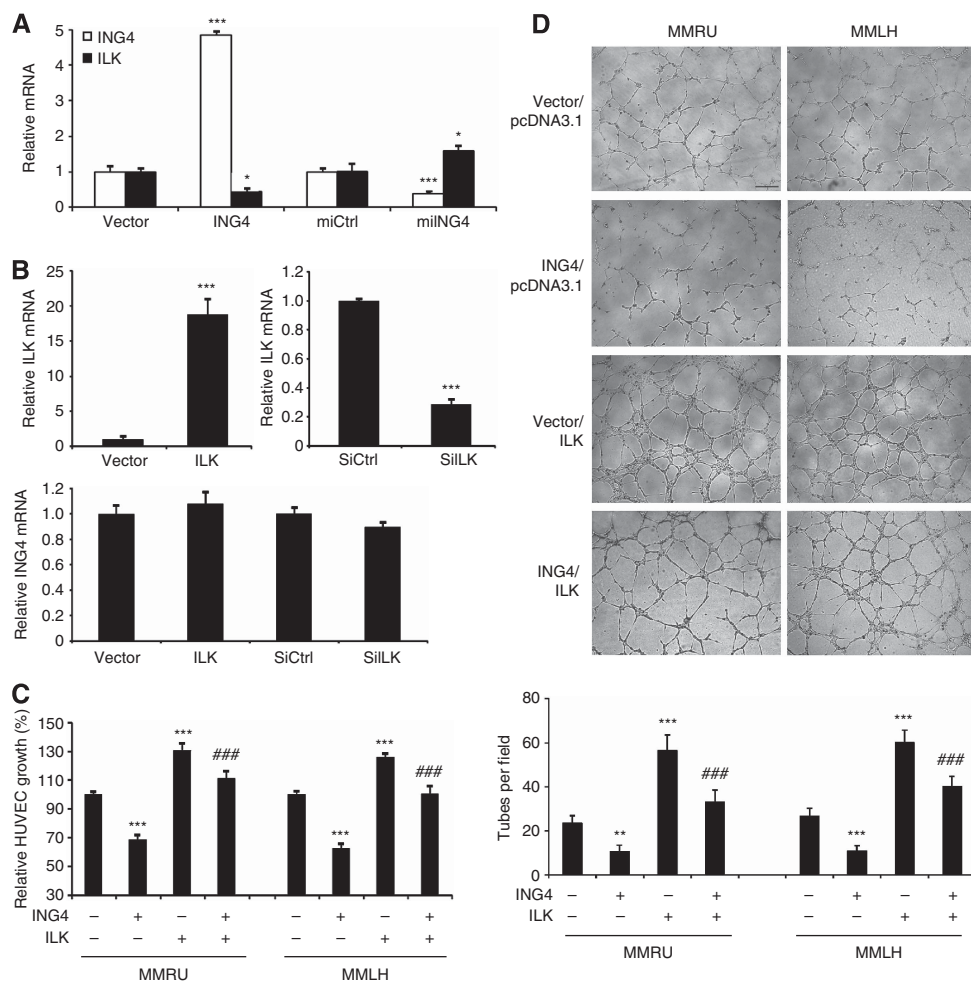 A
Relative mRNA
5
4
3
2
1
0
ING4
ILK
***
*
***
*
Vector
ING4
miCtrl
miING4
B
Relative ILK mRNA
25
20
15
10
5
0
***
Vector
ILK
Relative ILK mRNA
1.2
1.0
0.8
0.6
0.4
0.2
0
***
SiCtrl
SiILK
Relative ING4 mRNA
1.2
1.0
0.8
0.6
0.4
0.2
0
Vector
ILK
SiCtrl
SiILK
C
Relative HUVEC growth (%)
150
130
110
90
70
50
30
***
***
###
***
***
###
ING4 – + – + – + – +
ILK – – + + – – + +
MMRU
MMLH
D
MMRU
MMLH
Vector/
pcDNA3.1
ING4/
pcDNA3.1
Vector/
ILK
ING4/
ILK
Tubes per field
80
60
40
20
0
**
***
###
***
***
###
ING4 – + – + – + – +
ILK – – + + – – + +
MMRU
MMLH